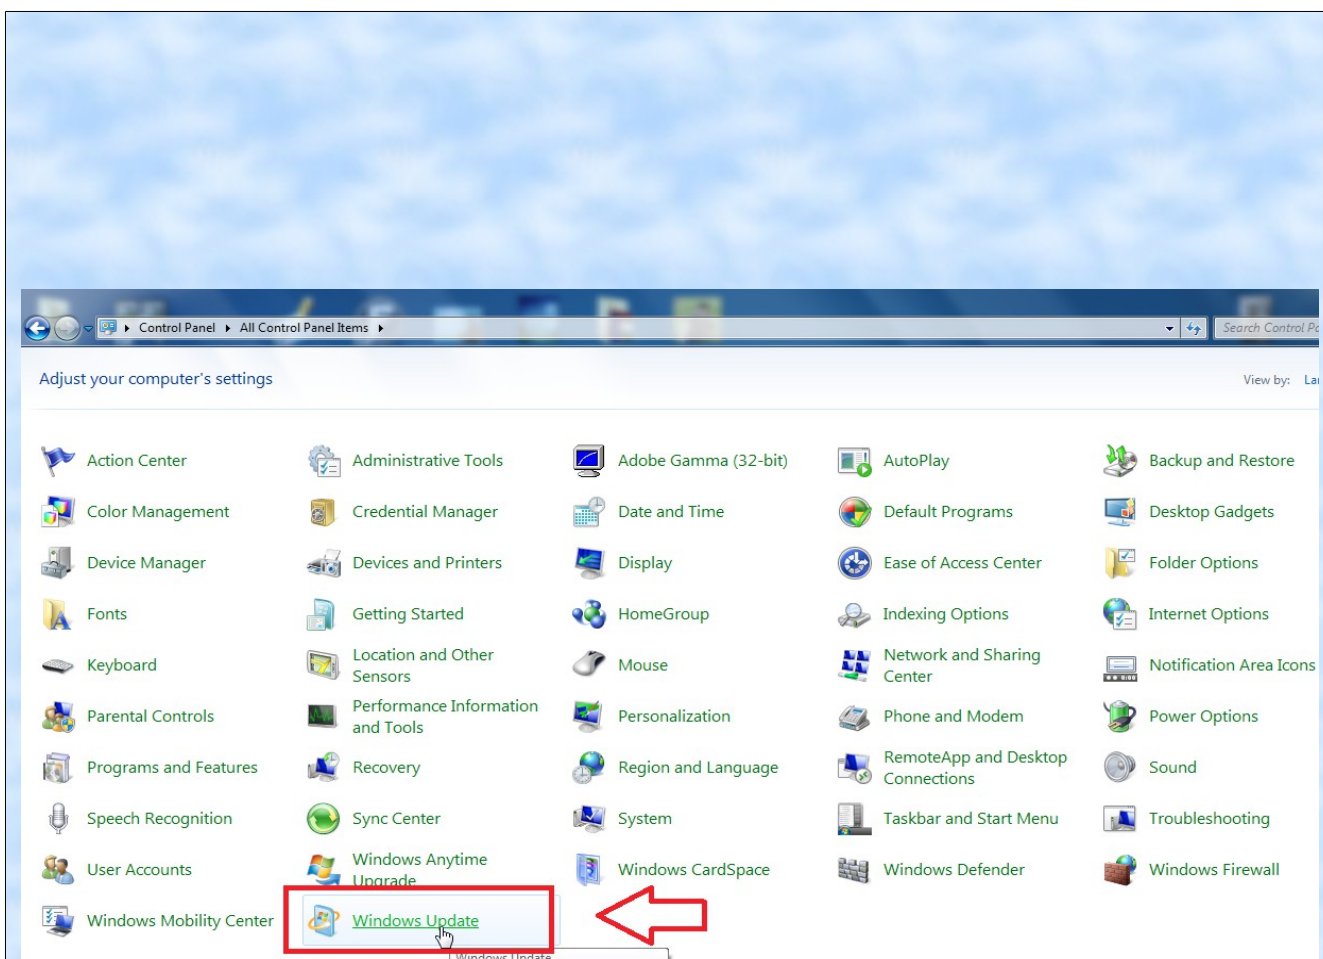 Control Panel
All Control Panel Items
Search Control
Adjust your computer's settings
View by:
Action Center
Administrative Tools
Adobe Gamma (32-bit)
AutoPlay
Backup and Restore
Color Management
Credential Manager
Date and Time
Default Programs
Desktop Gadgets
Device Manager
Devices and Printers
Display
Ease of Access Center
Folder Options
Fonts
Getting Started
HomeGroup
Indexing Options
Internet Options
Keyboard
Location and Other
Sensors
Mouse
Network and Sharing
Center
Notification Area Icons
Parental Controls
Performance Information
and Tools
Personalization
Phone and Modem
Power Options
Programs and Features
Recovery
Region and Language
RemoteApp and Desktop
Connections
Sound
Speech Recognition
Sync Center
System
Taskbar and Start Menu
Troubleshooting
User Accounts
Windows Anytime
Upgrade
Windows CardSpace
Windows Defender
Windows Firewall
Windows Mobility Center
Windows Update
Windows Update